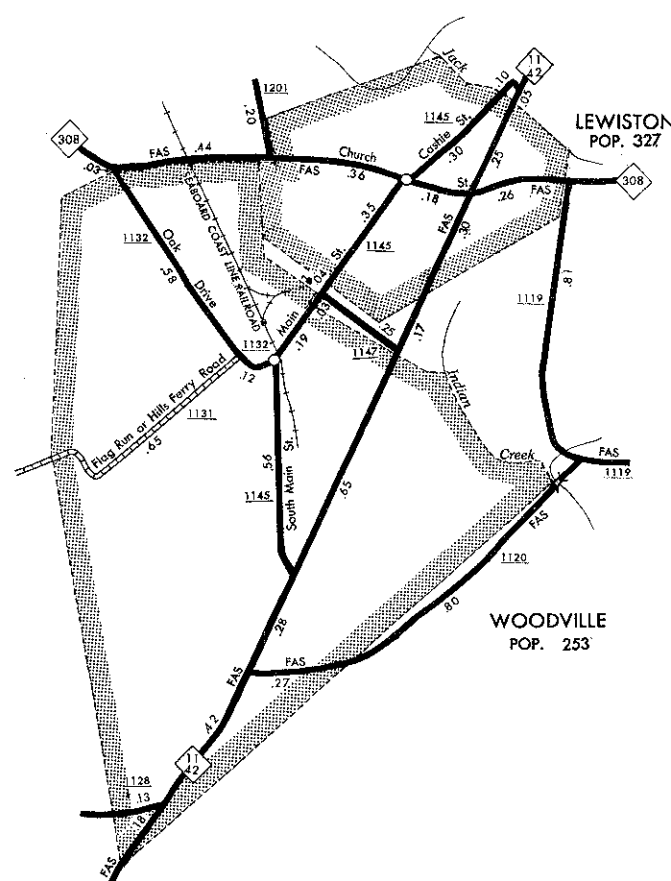 Jack
11
42
.10
.05
1201
.20
1145
Cashie St.
.30
LEWISTON
POP. 327
308
.03
FAS
.44
FAS
Church
.36
St.
.18
.25
FAS
.26
308
SEABOARD COAST LINE RAILROAD
.35
St.
1145
FAS
.30
1132
Oak
Drive
.58
.04
.03
Main
.19
1132
.12
.25
1147
.17
1119
.81
Indian
Creek
Flag Run or Hills Ferry Road
.65
1131
.56
1145
South Main St.
.65
FAS
1119
FAS
1120
.80
WOODVILLE
POP. 253
.28
FAS
FAS
.27
.42
11
42
1128
.13
.18
FAS